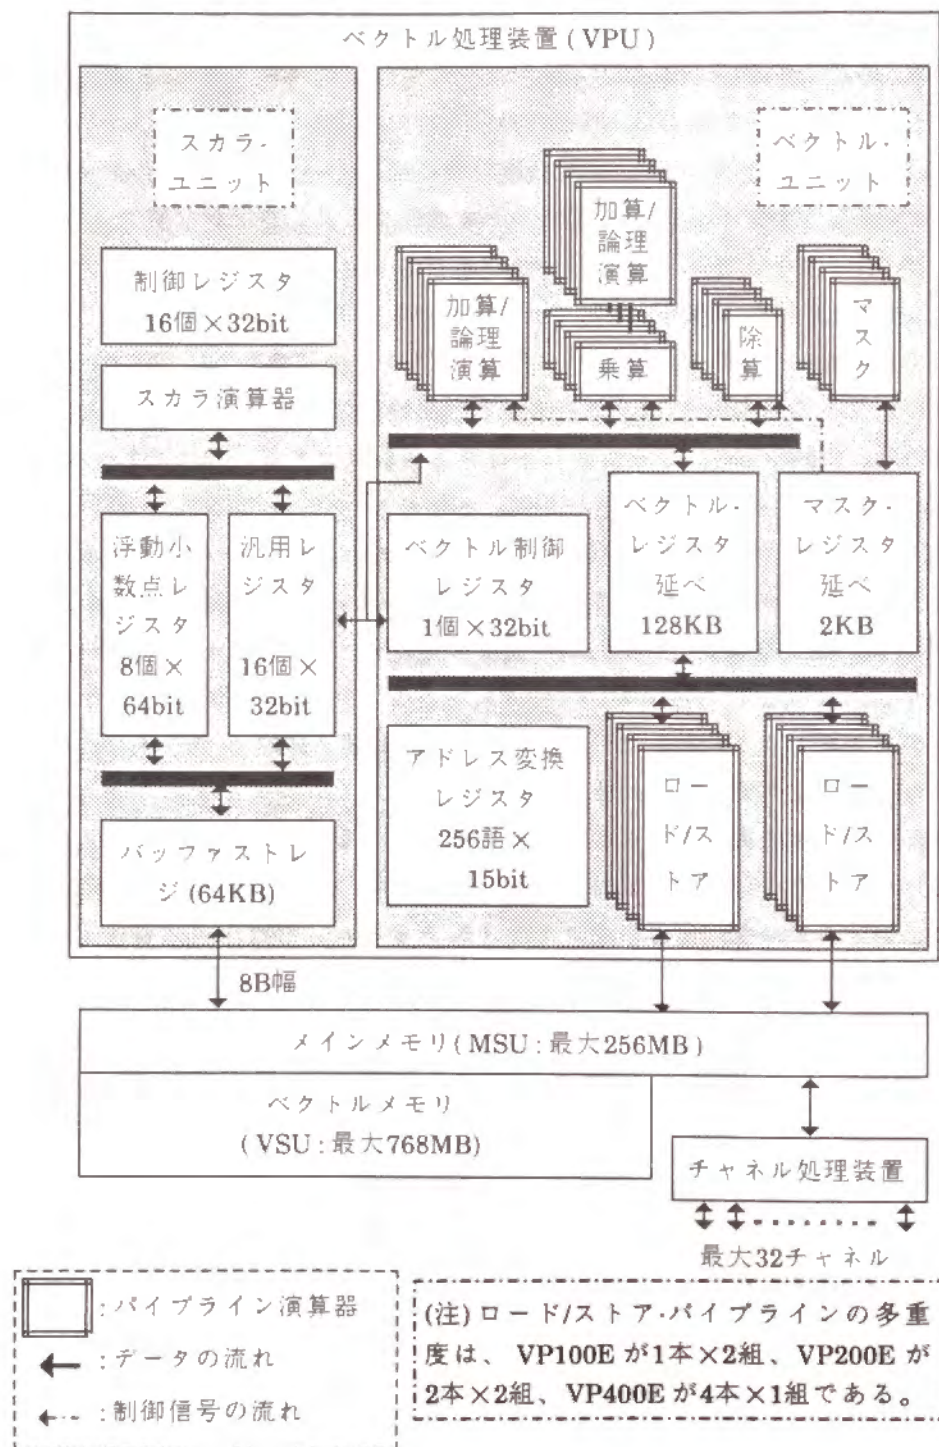 ベクトル処理装置(VPU)
スカラ・
ユニット
制御レジスタ
16個×32bit
スカラ演算器
浮動小
数点レ
ジスタ
8個×
64bit
汎用レ
ジスタ
16個×
32bit
バッファストレ
ジ(64KB)
ベクトル・
ユニット
加算/
論理
演算
加算/
論理
演算
乗算
除
算
マ
ス
ク
ベクトル制御
レジスタ
1個×32bit
ベクトル・
レジスタ
延べ
128KB
マスク・
レジスタ
延べ
2KB
アドレス変換
レジスタ
256語×
15bit
ロー
ド/ス
トア
ロー
ド/ス
トア
8B幅
メインメモリ(MSU:最大256MB)
ベクトルメモリ
(VSU:最大768MB)
チャネル処理装置
最大32チャネル
:パイプライン演算器
:データの流れ
:制御信号の流れ
(注)ロード/ストア・パイプラインの多重
度は、VP100Eが1本×2組、VP200Eが
2本×2組、VP400Eが4本×1組である。